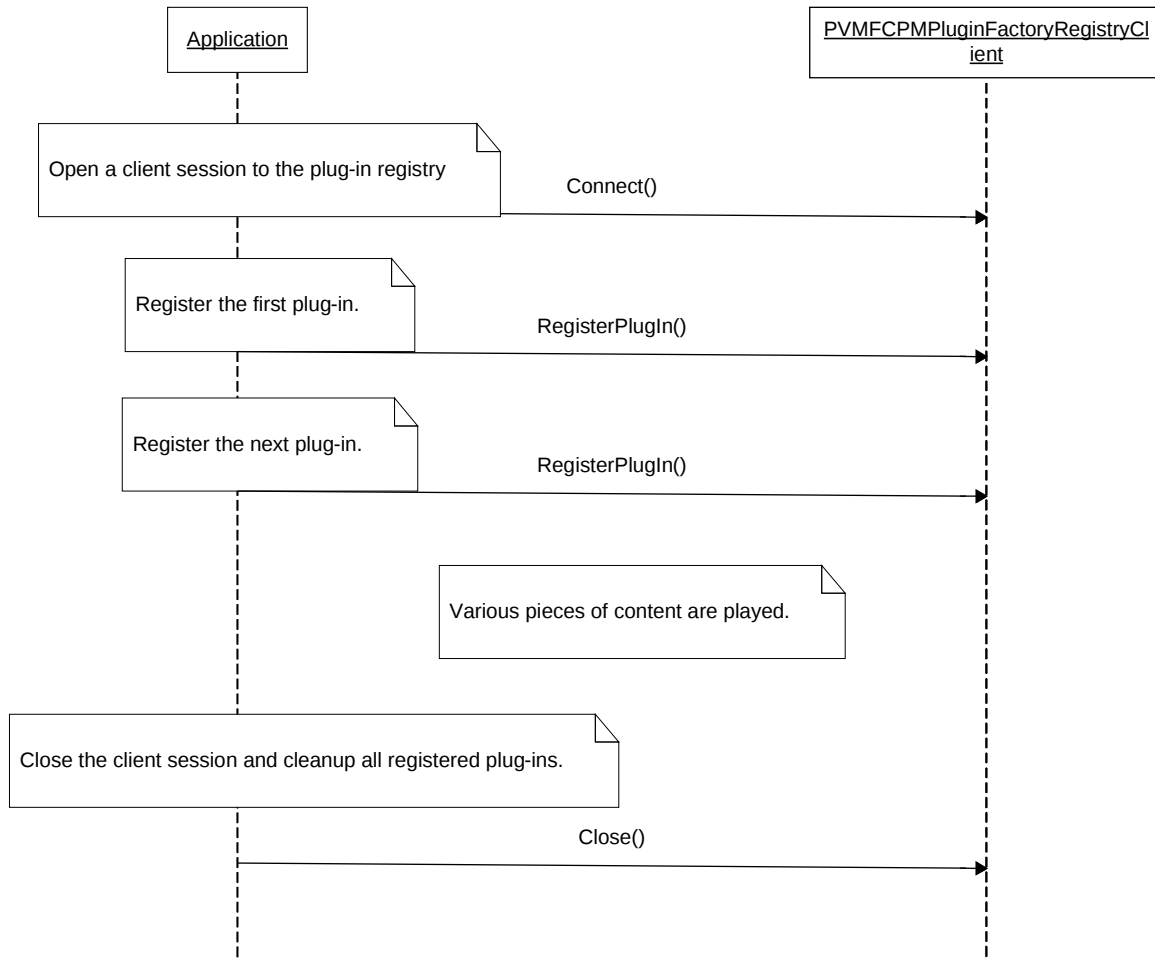 Application
PVMFCPMPluginFactoryRegistryCl
ient
Open a client session to the plug-in registry
Connect()
Register the first plug-in.
RegisterPlugIn()
Register the next plug-in.
RegisterPlugIn()
Various pieces of content are played.
Close the client session and cleanup all registered plug-ins.
Close()